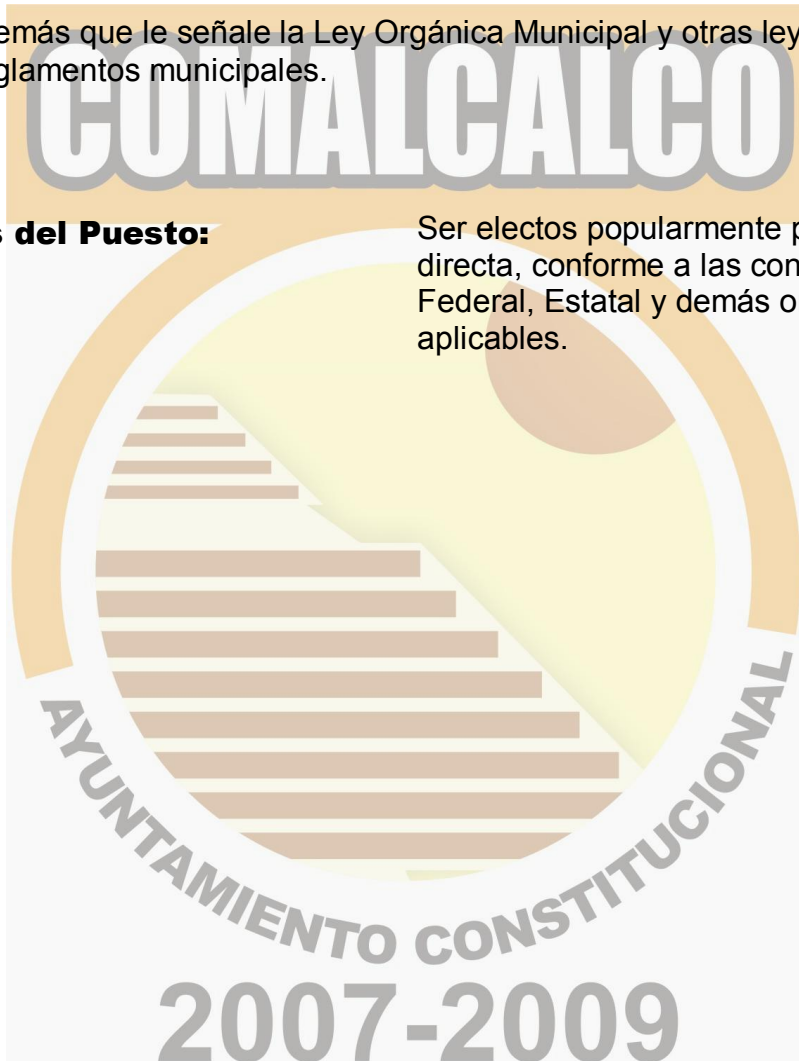 emás que le señale la Ley Orgánica Municipal y otras ley
glamentos municipales.
COMALCALCO
s del Puesto:
Ser electos popularmente p
directa, conforme a las con
Federal, Estatal y demás o
aplicables.
AYUNTAMIENTO CONSTITUCIONAL
2007-2009